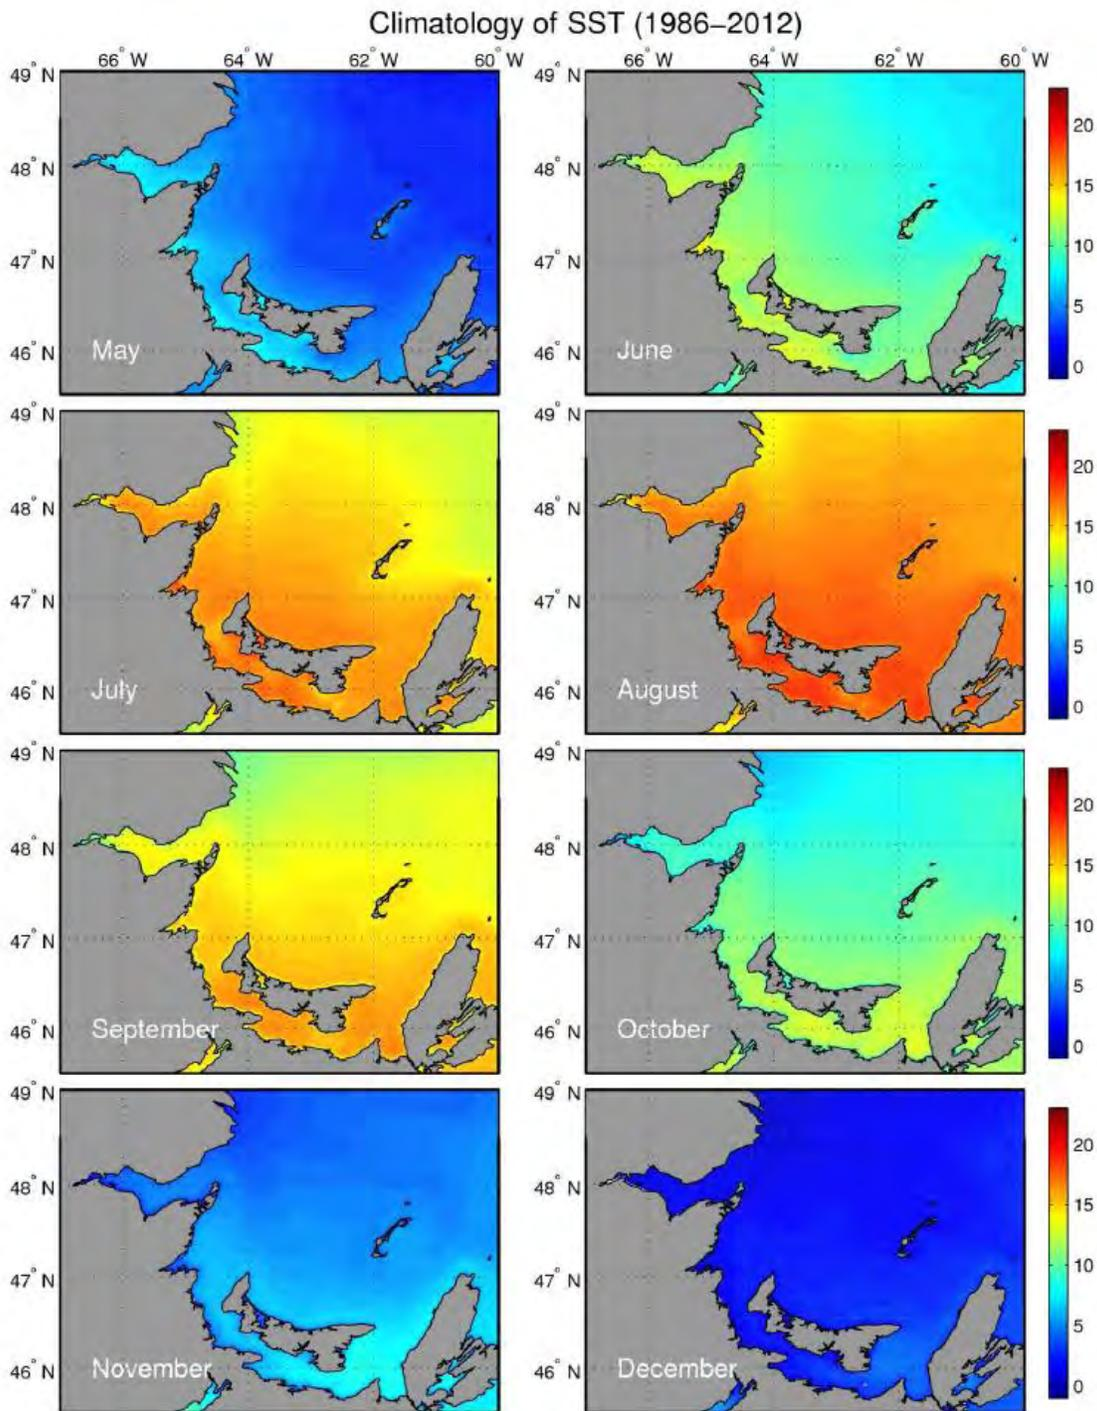 Climatology of SST (1986–2012)
66° W 64° W 62° W 60° W 66° W 64° W 62° W 60° W
49° N 49° N
48° N 48° N
47° N 47° N
46° N 46° N
May June
20
15
10
5
0
49° N 49° N
48° N 48° N
47° N 47° N
46° N 46° N
July August
20
15
10
5
0
49° N 49° N
48° N 48° N
47° N 47° N
46° N 46° N
September October
20
15
10
5
0
49° N 49° N
48° N 48° N
47° N 47° N
46° N 46° N
November December
20
15
10
5
0